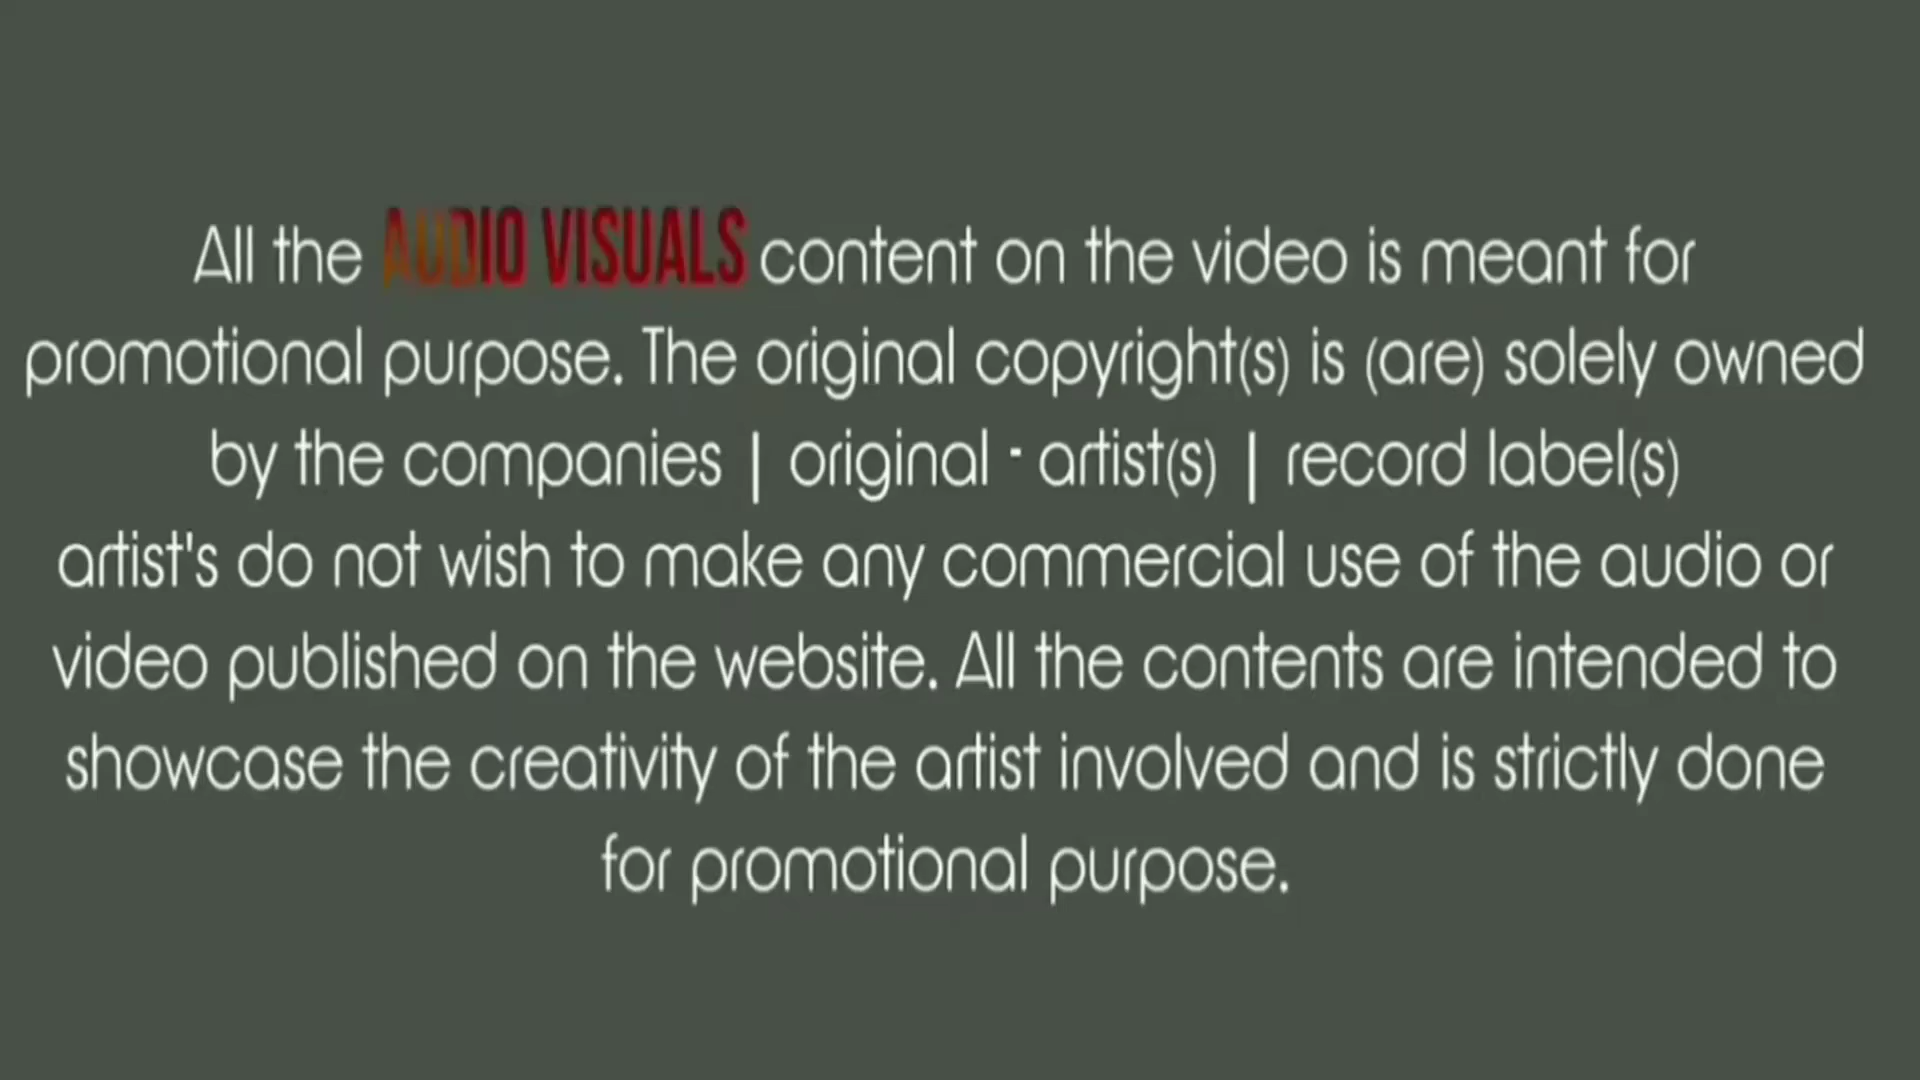 All the AUDIO VISUALS content on the video is meant for
promotional purpose. The original copyright(s) is (are) solely owned
by the companies | original - artist(s) | record label(s)
artist's do not wish to make any commercial use of the audio or
video published on the website. All the contents are intended to
showcase the creativity of the artist involved and is strictly done
for promotional purpose.